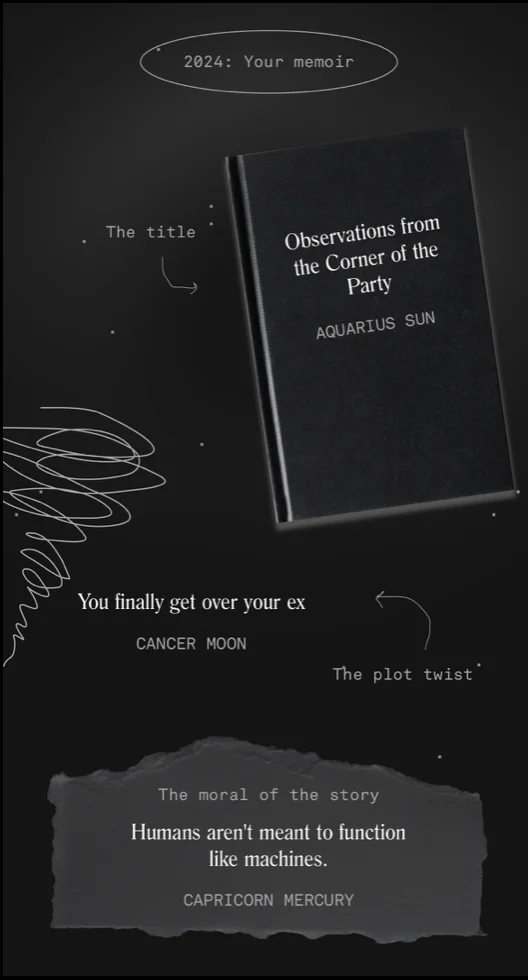 2024: Your memoir
The title
Observations from
the Corner of the
Party
AQUARIUS SUN
You finally get over your ex
CANCER MOON
The plot twist
The moral of the story
Humans aren't meant to function
like machines.
CAPRICORN MERCURY